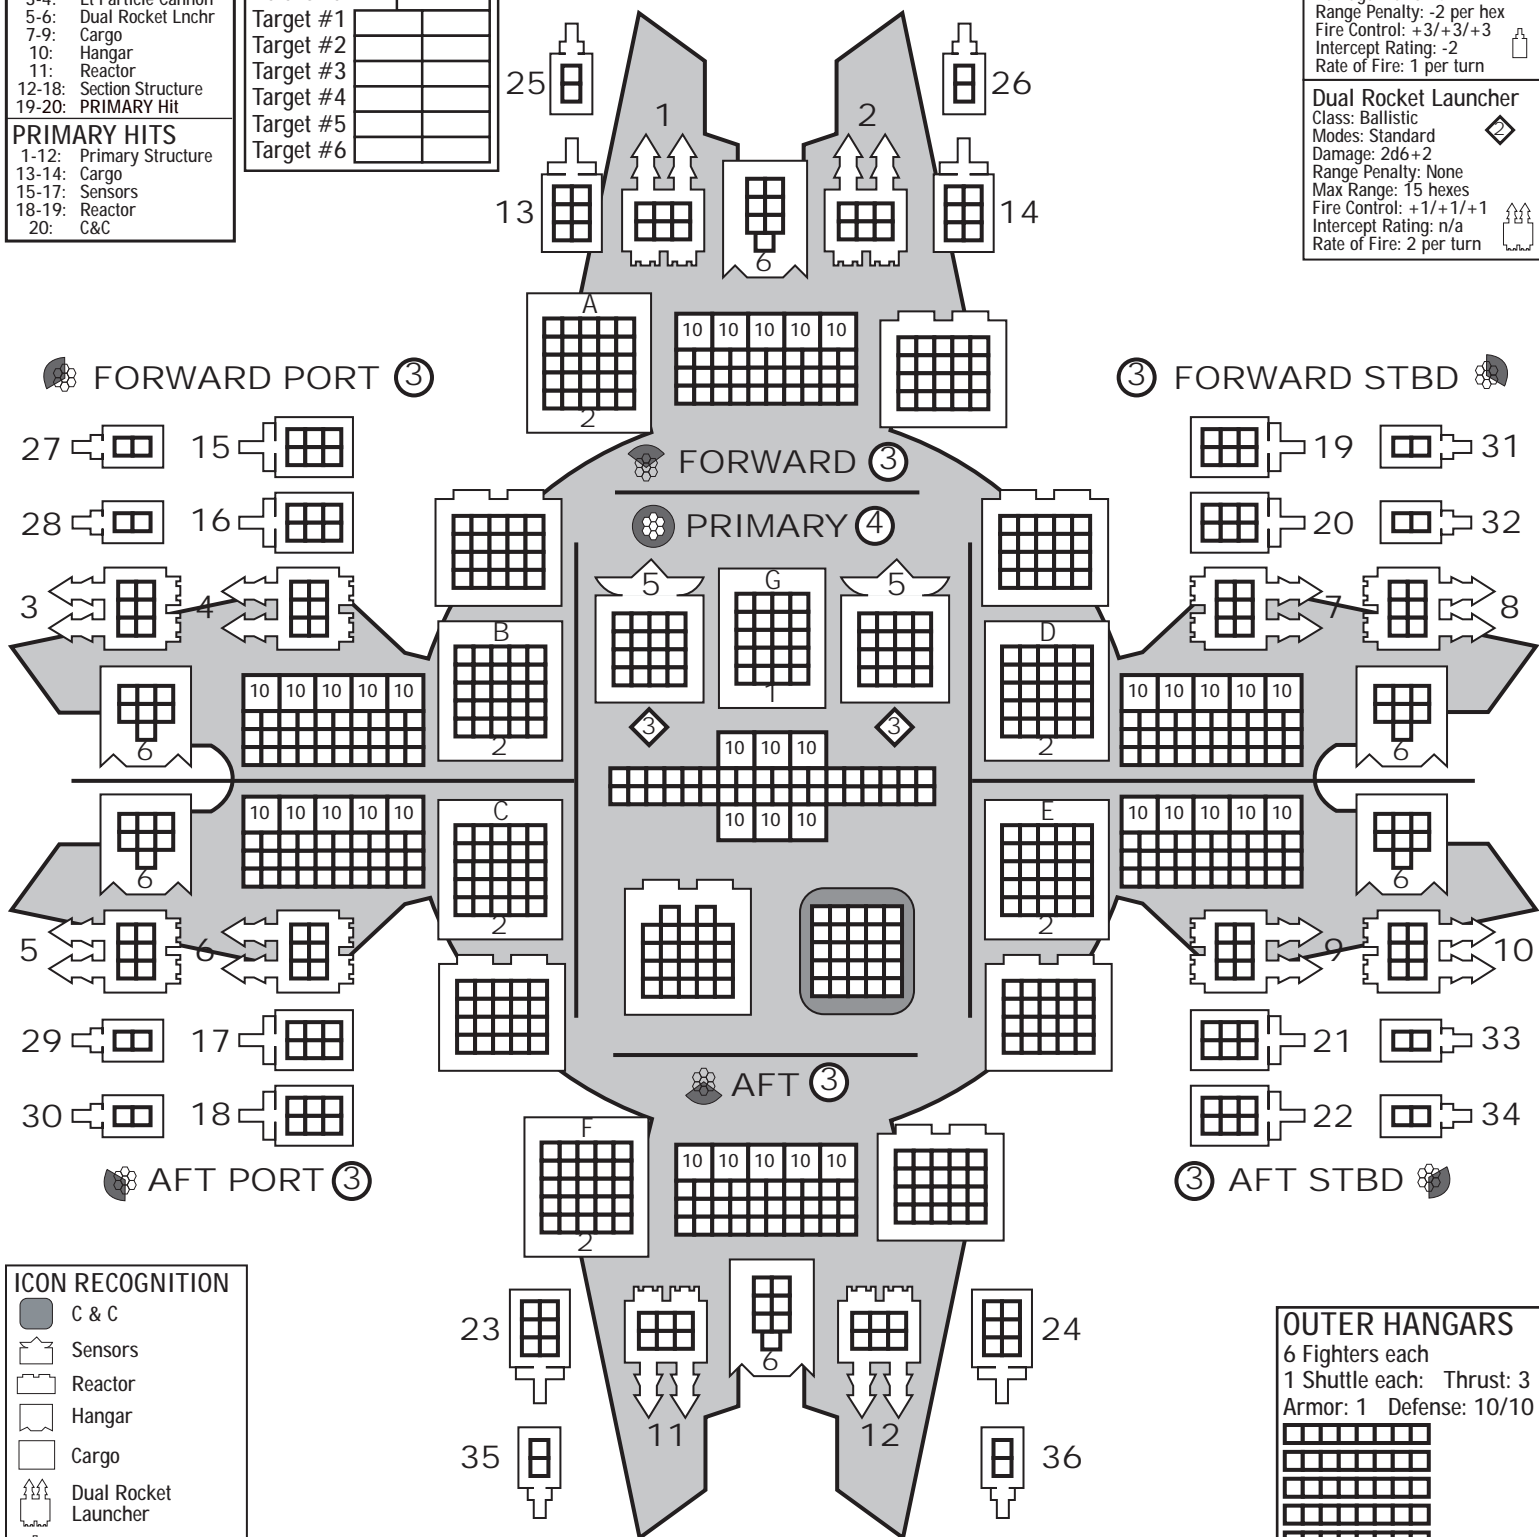 3-4: Lt Particle Cannon
5-6: Dual Rocket Lnchr
7-9: Cargo
10: Hangar
11: Reactor
12-18: Section Structure
19-20: PRIMARY Hit
PRIMARY HITS
1-12: Primary Structure
13-14: Cargo
15-17: Sensors
18-19: Reactor
20: C&C
Target #1
Target #2
Target #3
Target #4
Target #5
Target #6
Range Penalty: -2 per hex
Fire Control: +3/+3/+3
Intercept Rating: -2
Rate of Fire: 1 per turn
Dual Rocket Launcher
Class: Ballistic
Modes: Standard
2
Damage: 2d6+2
Range Penalty: None
Max Range: 15 hexes
Fire Control: +1/+1/+1
Intercept Rating: n/a
Rate of Fire: 2 per turn
25 26
1 2
13 14
6
A
10 10 10 10 10
2
FORWARD PORT 3
3 FORWARD STBD
FORWARD 3
27 15
19 31
28 16
20 32
PRIMARY 4
3 4
5 G 5
7 8
B
D
10 10 10 10 10
1
10 10 10 10 10
3 3
6 2
10 10 10
2 6
10 10 10 10 10
C
10 10 10
E
10 10 10 10 10
6
6
2
2
5 6
9 10
29 17
21 33
30 18
22 34
AFT 3
AFT PORT 3
3 AFT STBD
F
10 10 10 10 10
2
23 24
6
11 12
35 36
ICON RECOGNITION
C & C
Sensors
Reactor
Hangar
Cargo
Dual Rocket
Launcher
OUTER HANGARS
6 Fighters each
1 Shuttle each: Thrust: 3
Armor: 1 Defense: 10/10